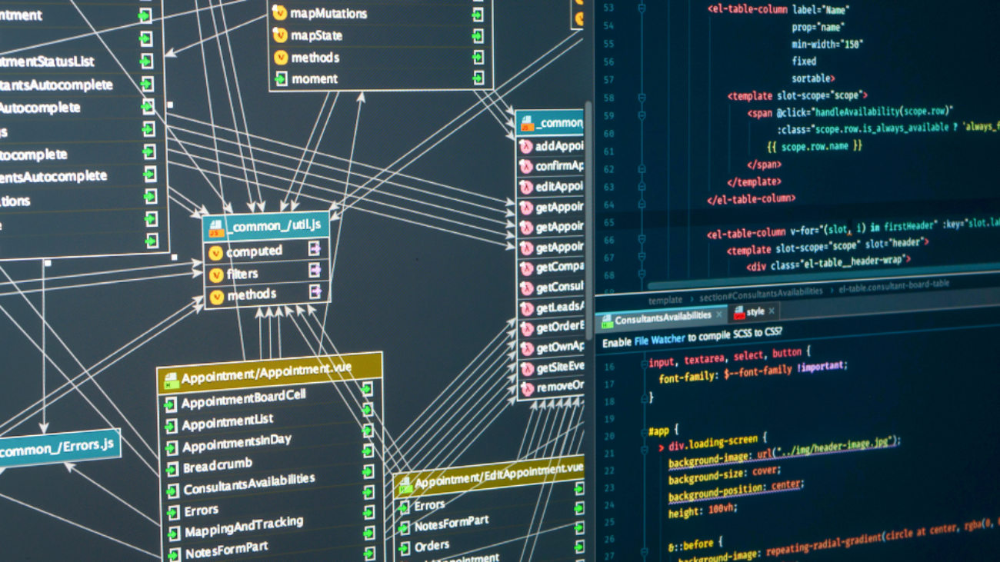 mapMutations
mapState
methods
moment
ntment
tmentStatusList
tantsAutocomplete
Autocomplete
s
tocomplete
entsAutocomplete
ations
e
_common_/util.js
computed
filters
methods
_common
addAppoi
confirmAp
editAppoi
getAppoin
getAppoin
getAppoin
getCompa
getConsul
getLeadsA
getOrderE
getOwnAp
getSiteEve
removeOr
common_/Errors.js
Appointment/Appointment.vue
AppointmentBoardCell
AppointmentList
AppointmentsInDay
Breadcrumb
ConsultantsAvailabilities
Errors
MappingAndTracking
NotesFormPart
Appointment/EditAppointment.vue
Errors
NotesFormPart
Orders
53 <el-table-column label="Name"
54 prop="name"
55 min-width="150"
56 fixed
57 sortable>
58 <template slot-scope="scope">
59 <span @click="handleAvailability(scope.row)"
60 :class="scope.row.is_always_available ? 'always_
61 {{ scope.row.name }}
62 </span>
63 </template>
64 </el-table-column>
65
66 <el-table-column v-for="(slot, i) in firstHeader" :key="slot.la
67 <template slot-scope="scope" slot="header">
68 <div class="el-table__header-wrap">
template > section#ConsultantsAvailabilities > el-table.consultant-board-table
ConsultantsAvailabilities × style ×
Enable File Watcher to compile SCSS to CSS?
16 input, textarea, select, button {
17 font-family: $--font-family !important;
18 }
19
20 #app {
21 > div.loading-screen {
22 background-image: url("../img/header-image.jpg");
23 background-size: cover;
24 background-position: center;
25 height: 100vh;
26
27 &::before {
background-image: repeating-radial-gradient(circle at center, rgba(0,